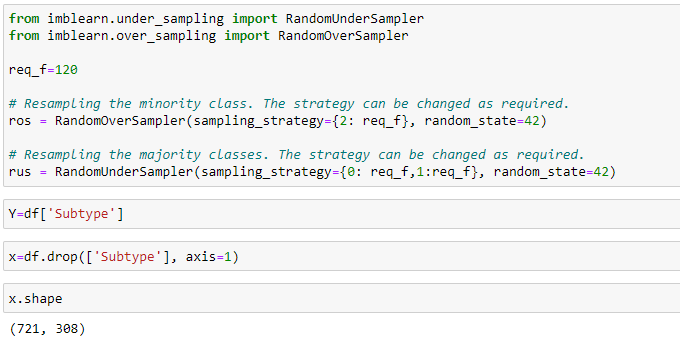 from imblearn.under_sampling import RandomUnderSampler
from imblearn.over_sampling import RandomOverSampler
req_f=120
# Resampling the minority class. The strategy can be changed as required.
ros = RandomOverSampler(sampling_strategy={2: req_f}, random_state=42)
# Resampling the majority classes. The strategy can be changed as required.
rus = RandomUnderSampler(sampling_strategy={0: req_f,1:req_f}, random_state=42)
Y=df['Subtype']
x=df.drop(['Subtype'], axis=1)
x.shape
(721, 308)